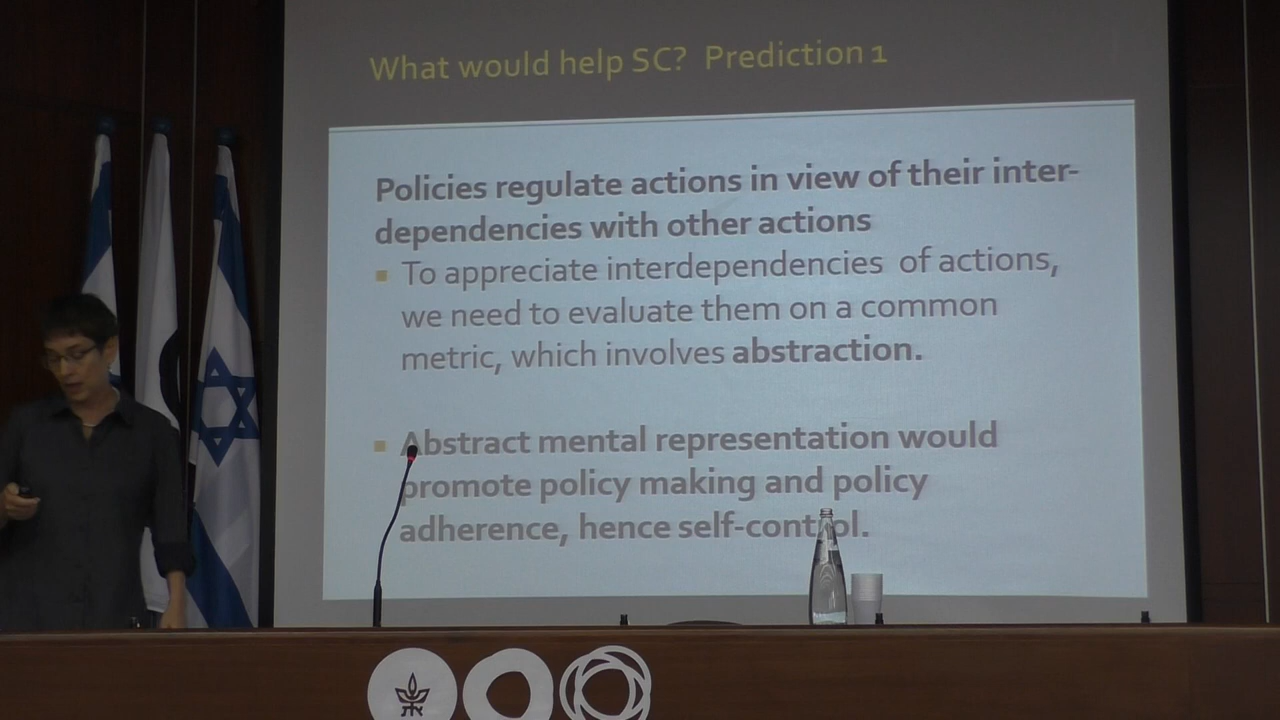 What would help SC? Prediction 1
Policies regulate actions in view of their inter-
dependencies with other actions
▪ To appreciate interdependencies of actions,
we need to evaluate them on a common
metric, which involves abstraction.
▪ Abstract mental representation would
promote policy making and policy
adherence, hence self-control.